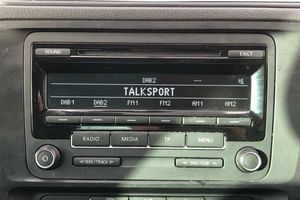 SOUND
EJECT
DAB2 ---
TALKSPORT
DAB1 DAB2 FM1 FM2 AM1 AM2
RADIO MEDIA TP MENU
SEEK/TRACK